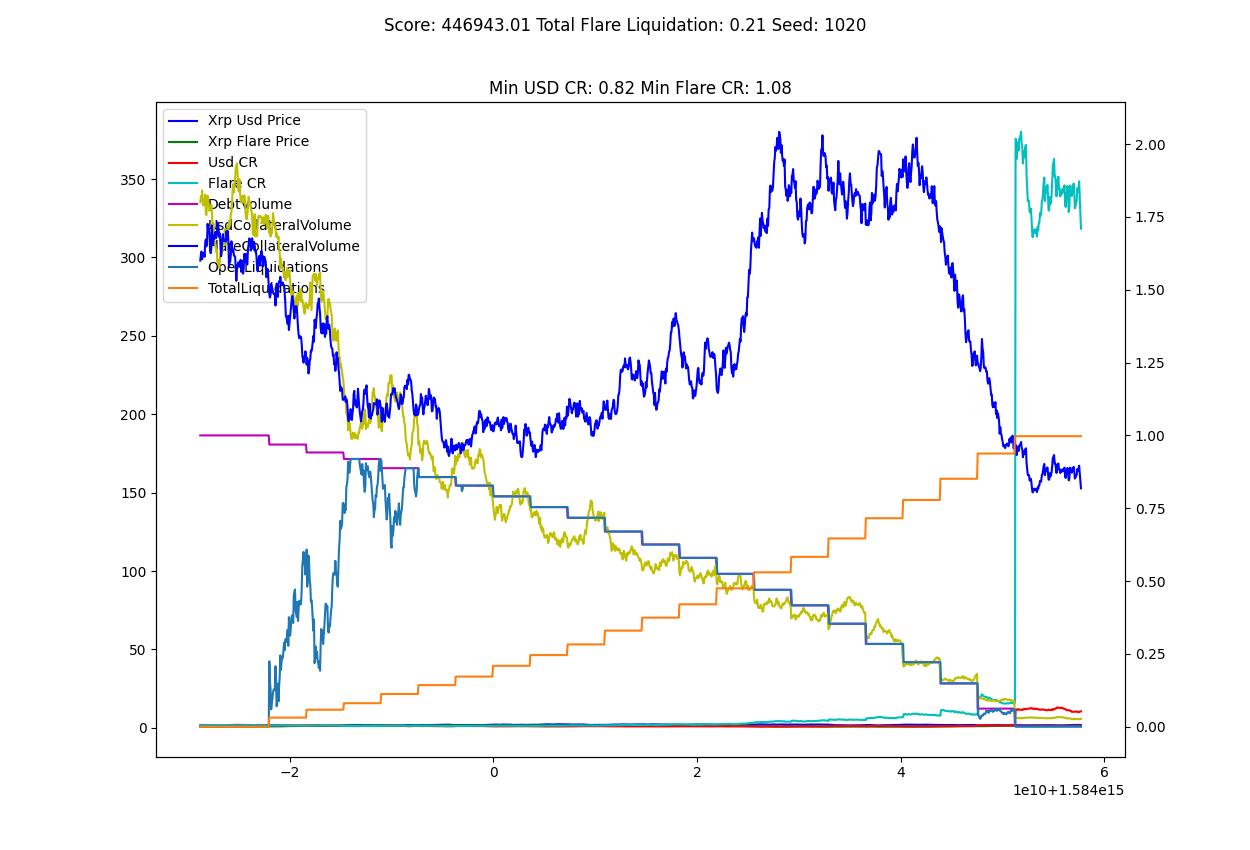 Score: 446943.01 Total Flare Liquidation: 0.21 Seed: 1020
Min USD CR: 0.82 Min Flare CR: 1.08
Xrp Usd Price
Xrp Flare Price
Usd CR
Flare CR
DebtVolume
UsdCollateralVolume
FlareCollateralVolume
OpenLiquidations
TotalLiquidations
350
300
250
200
150
100
50
0
2.00
1.75
1.50
1.25
1.00
0.75
0.50
0.25
0.00
−2 0 2 4 6
1e10+1.584e15